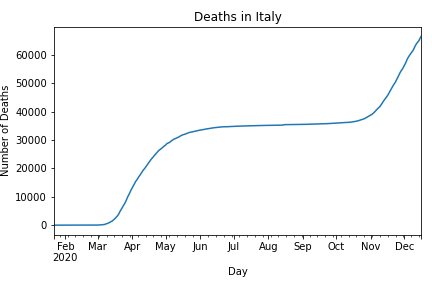 Deaths in Italy
60000
50000
40000
30000
20000
10000
0
Number of Deaths
Feb Mar Apr May Jun Jul Aug Sep Oct Nov Dec
2020
Day